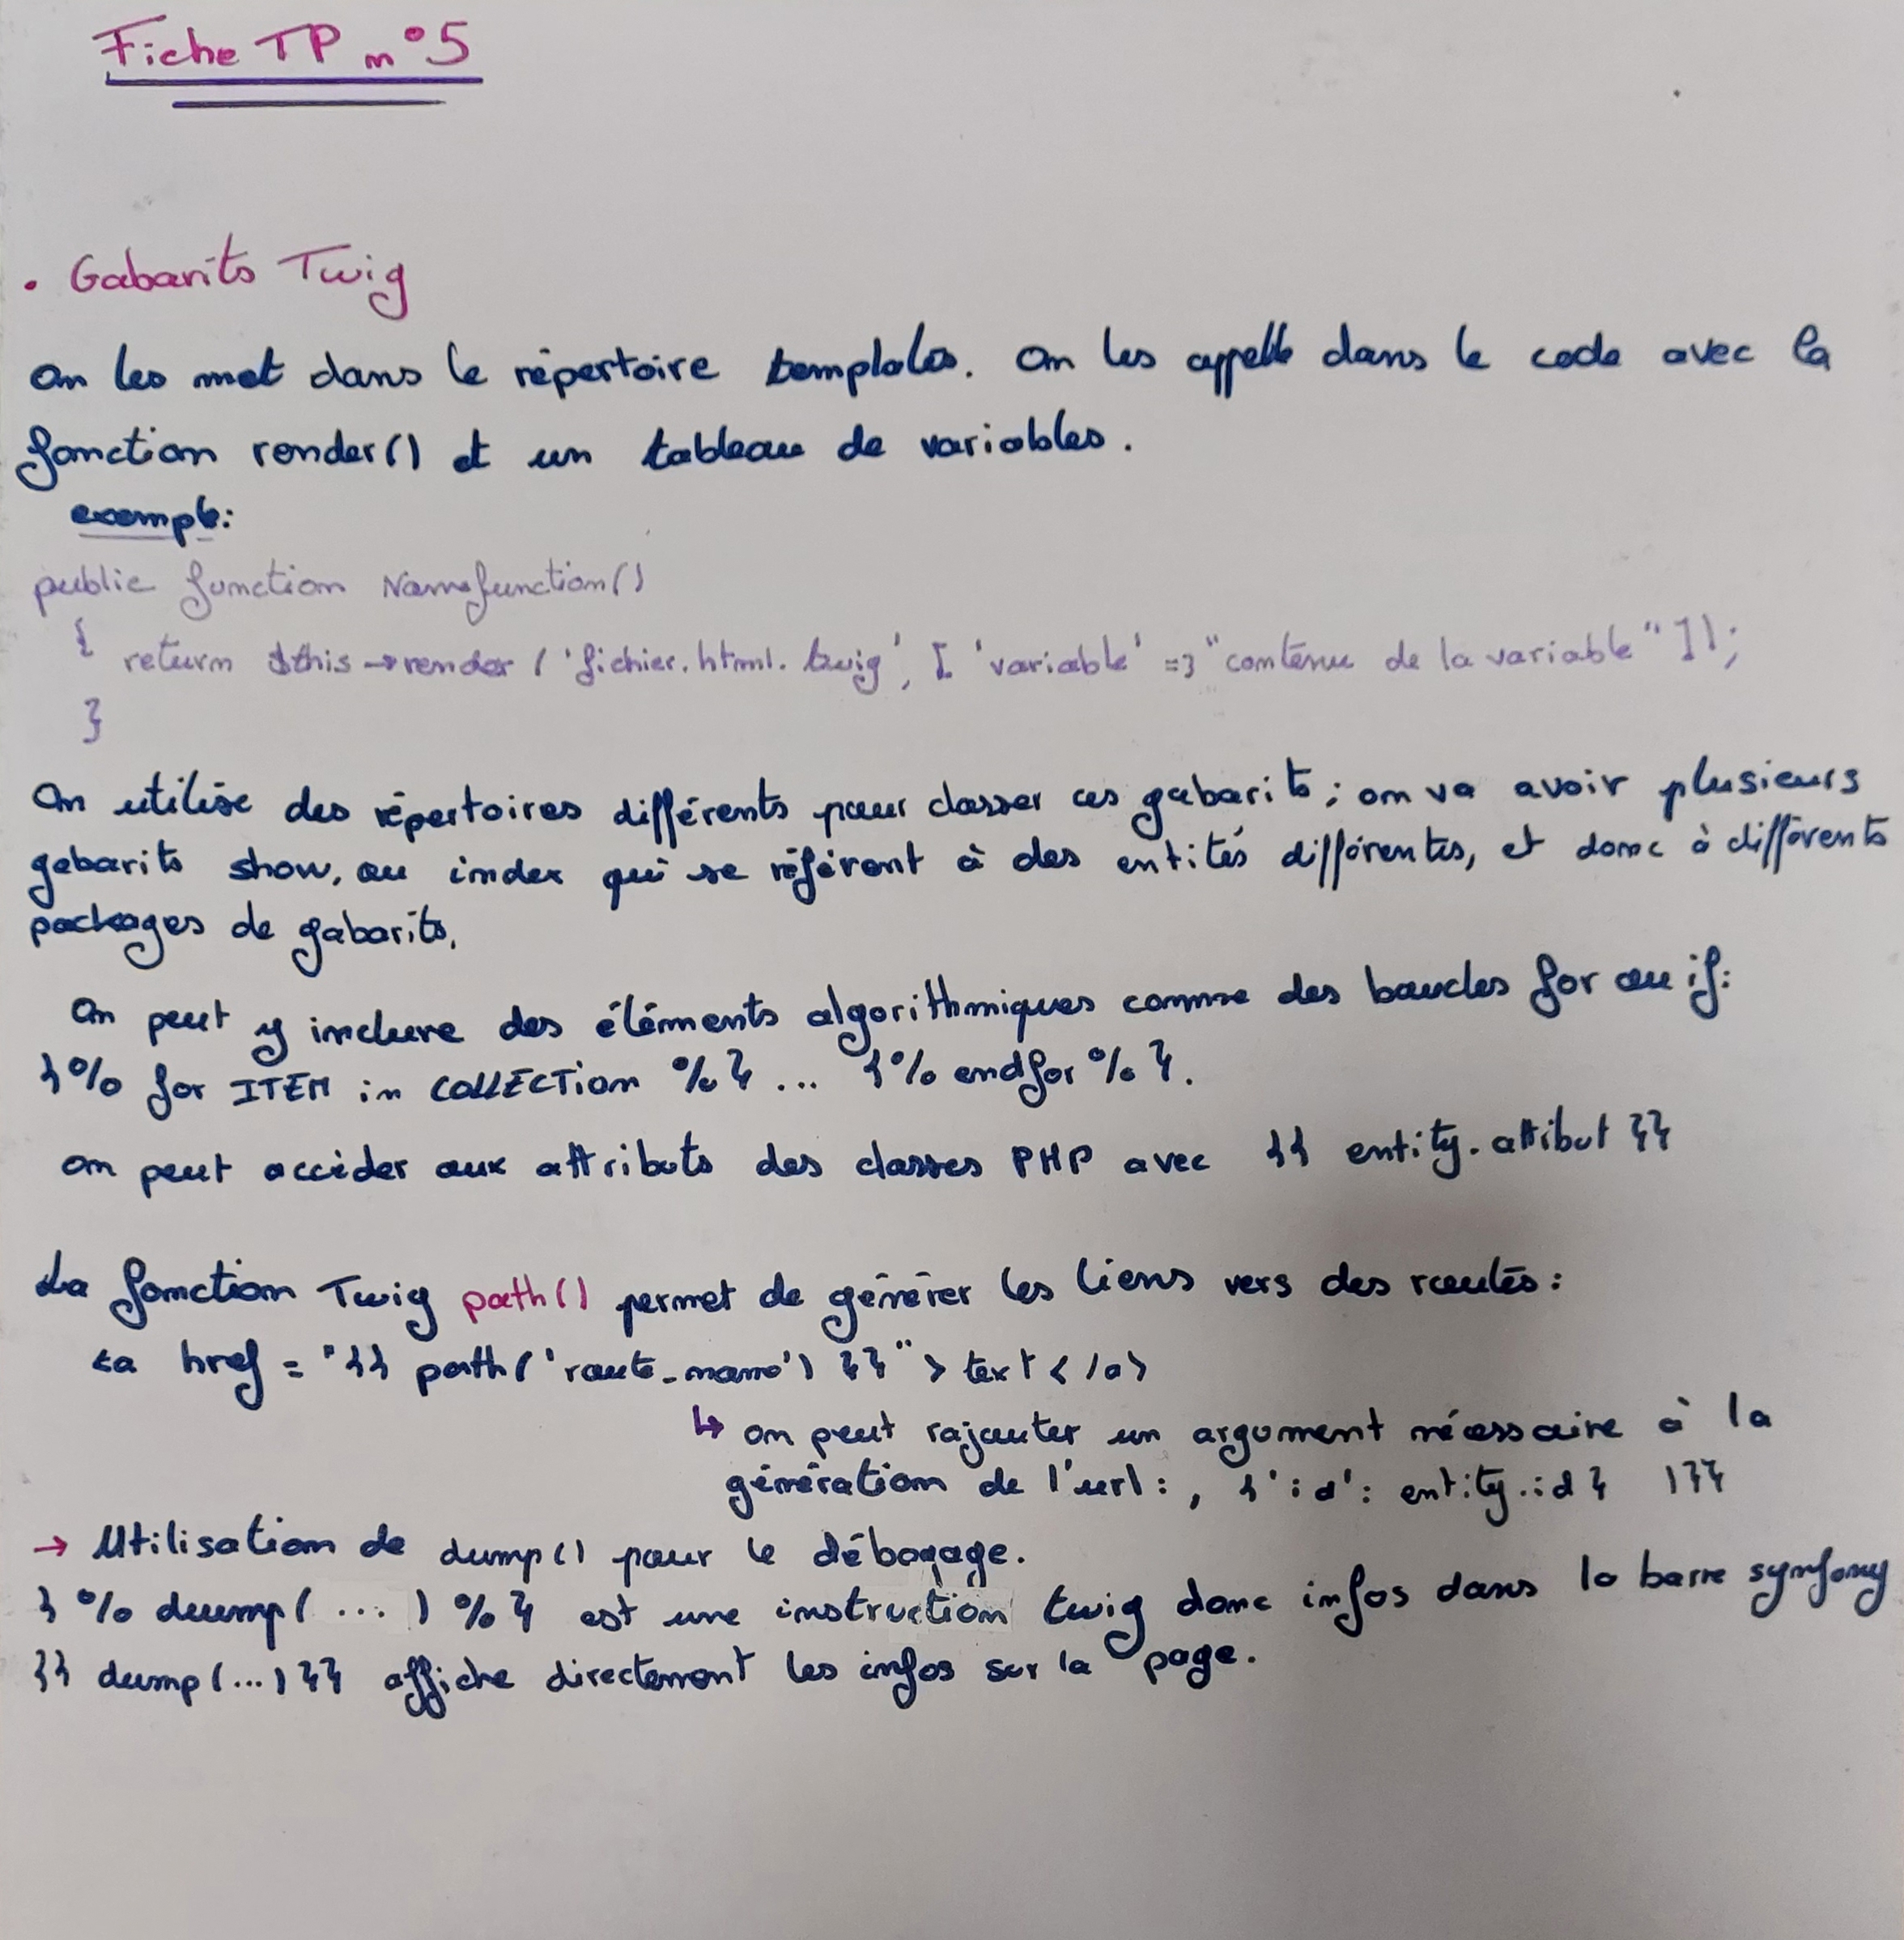 Fiche TP n°5
• Gabarits Twig
On les met dans le répertoire templates. On les appelle dans le code avec la
fonction render() et un tableau de variables.
exemple:
public function Namefunction()
{ return $this->render('fichier.html.twig', ['variable' => "contenu de la variable"]);
}
On utilise des répertoires différents pour classer ces gabarits ; on va avoir plusieurs
gabarits show, ou index qui se réfèrent à des entités différentes, et donc à différents
packages de gabarits.
On peut y inclure des éléments algorithmiques comme des boucles for ou if:
{% for ITEM in COLLECTION %} ... {% endfor %}.
on peut accéder aux attributs des classes PHP avec {{ entity.attibut }}
La fonction Twig path() permet de générer les liens vers des routes :
<a href = "{{ path('route_name') }}" > text </a>
↳ on peut rajouter un argument nécessaire à la
génération de l'url : , {'id': entity.id} )}}
→ Utilisation de dump() pour le débogage.
{% dump( ... ) %} est une instruction twig donc infos dans la barre symfony
{{ dump(...) }} affiche directement les infos sur la page.